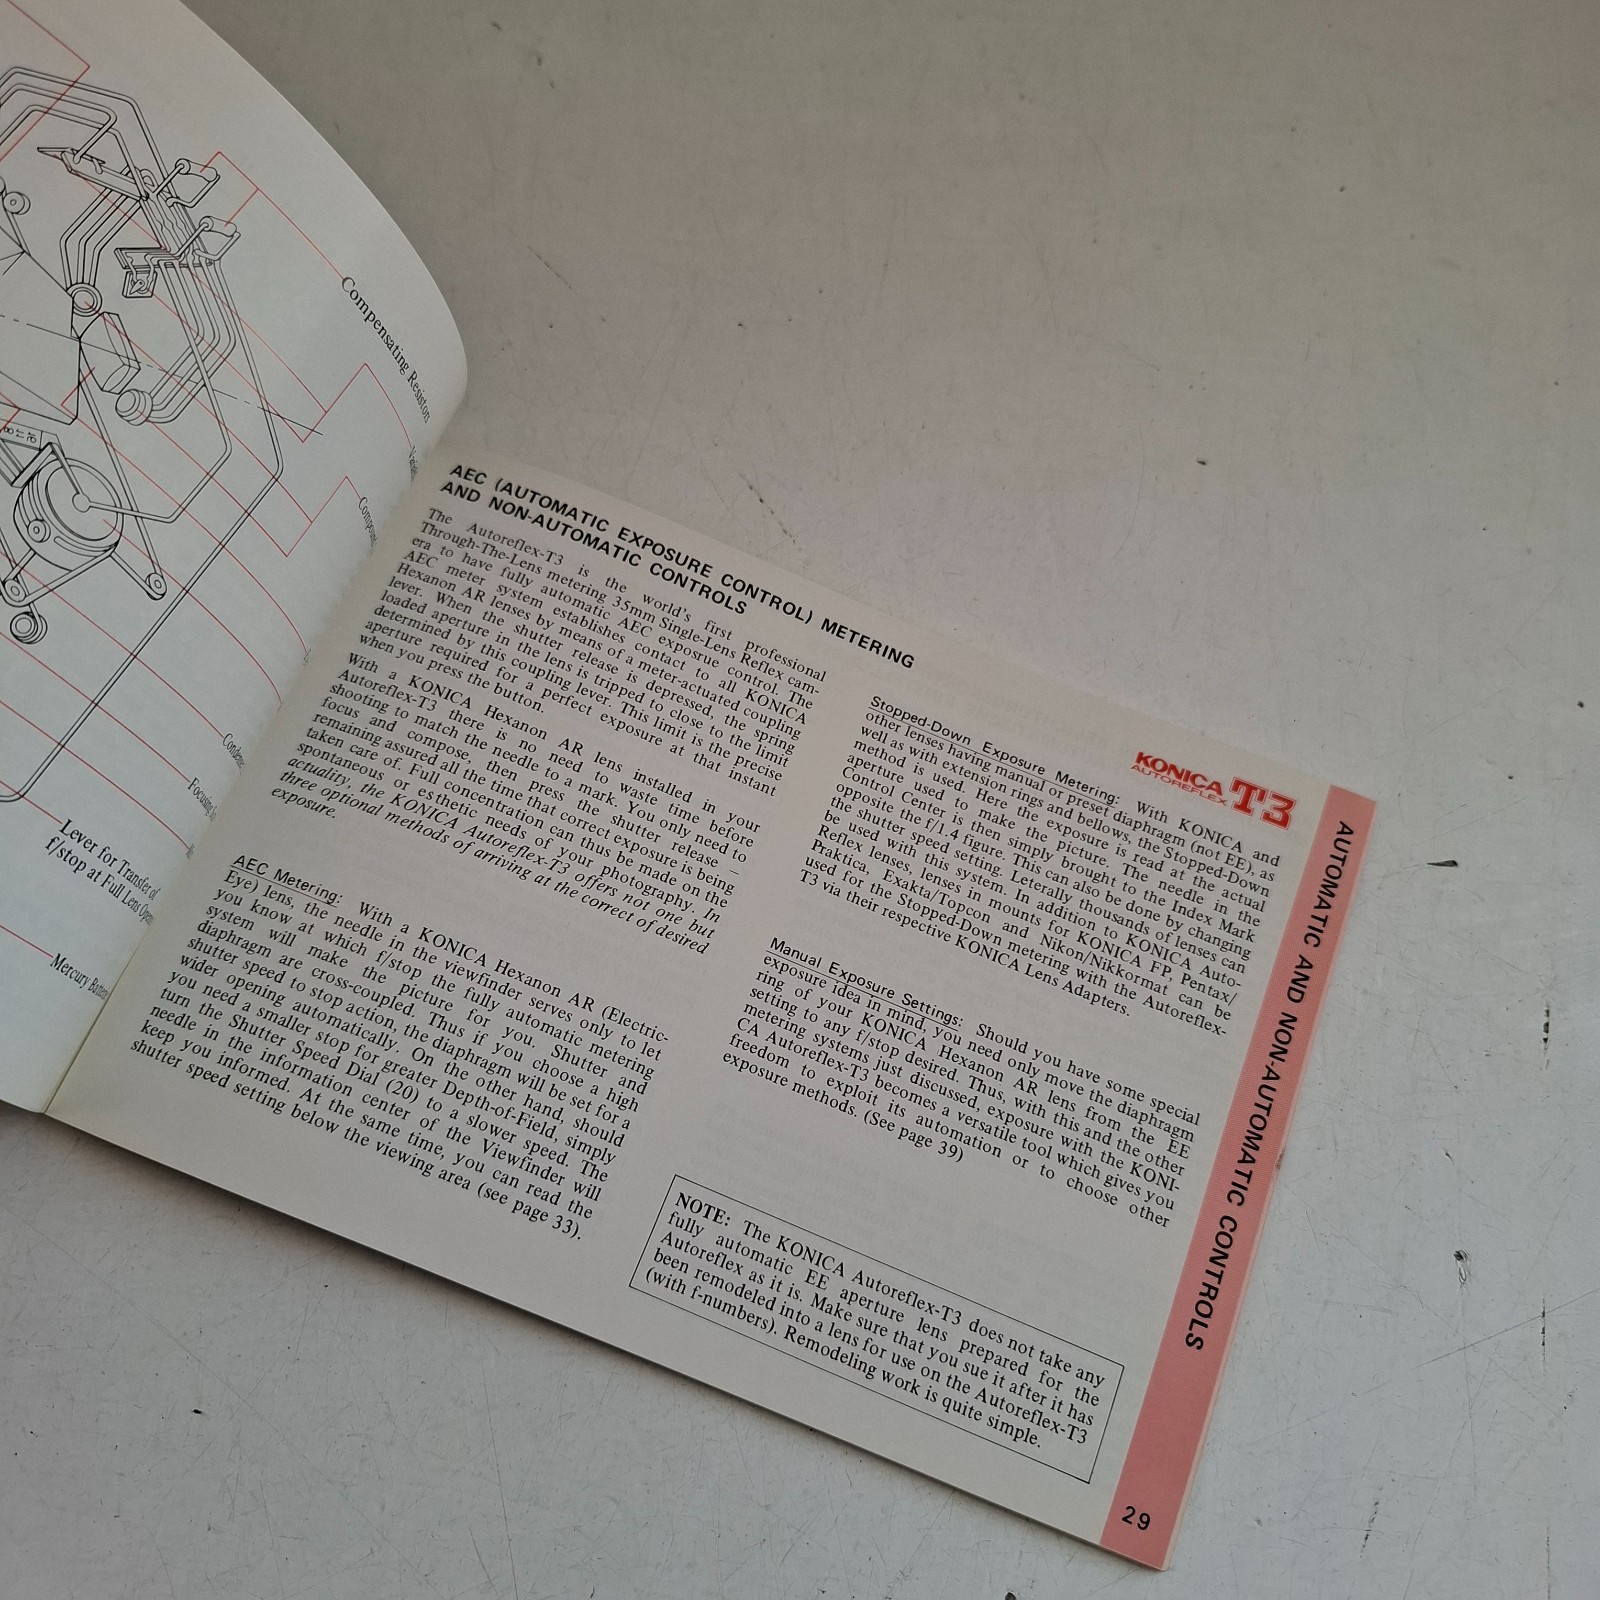 Compensating Resistors
Lever for Transfer of
f/stop at Full Lens
Mercury
AEC (AUTOMATIC EXPOSURE CONTROL) METERING
AND NON-AUTOMATIC CONTROLS
The Autoreflex-T3 is the world's first professional
Through-The-Lens metering 35mm Single-Lens Reflex cam-
era to have fully automatic AEC exposrue control. The
AEC meter system establishes contact to all KONICA
Hexanon AR lenses by means of a meter-actuated coupling
lever. When the shutter release is depressed, the spring
loaded aperture in the lens is tripped to close to the limit
determined by this coupling lever. This limit is the precise
aperture required for a perfect exposure at that instant
when you press the button.
With a KONICA Hexanon AR lens installed in your
Autoreflex-T3 there is no need to waste time before
shooting to match the needle to a mark. You only need to
focus and compose, then press the shutter release –
remaining assured all the time that correct exposure is being
taken care of. Full concentration can thus be made on the
spontaneous or esthetic needs of your photography. In
actuality, the KONICA Autoreflex-T3 offers not one but
three optional methods of arriving at the correct of desired
exposure.
AEC Metering: With a KONICA Hexanon AR (Electric-
Eye) lens, the needle in the viewfinder serves only to let
you know at which f/stop the fully automatic metering
system will make the picture for you. Shutter and
diaphragm are cross-coupled. Thus if you choose a high
shutter speed to stop action, the diaphragm will be set for a
wider opening automatically. On the other hand, should
you need a smaller stop for greater Depth-of-Field, simply
turn the Shutter Speed Dial (20) to a slower speed. The
needle in the information center of the Viewfinder will
keep you informed. At the same time, you can read the
shutter speed setting below the viewing area (see page 33).
KONICA T3
AUTOREFLEX
Stopped-Down Exposure Metering: With KONICA and
other lenses having manual or preset diaphragm (not EE), as
well as with extension rings and bellows, the Stopped-Down
method is used. Here the exposure is read at the actual
aperture used to make the picture. The needle in the
Control Center is then simply brought to the Index Mark
opposite the f/1.4 figure. This can also be done by changing
the shutter speed setting. Leterally thousands of lenses can
be used with this system. In addition to KONICA Auto-
Reflex lenses, lenses in mounts for KONICA FP, Pentax/
Praktica, Exakta/Topcon and Nikon/Nikkormat can be
used for the Stopped-Down metering with the Autoreflex-
T3 via their respective KONICA Lens Adapters.
Manual Exposure Settings: Should you have some special
exposure idea in mind, you need only move the diaphragm
ring of your KONICA Hexanon AR lens from the EE
setting to any f/stop desired. Thus, with this and the other
metering systems just discussed, exposure with the KONI-
CA Autoreflex-T3 becomes a versatile tool which gives you
freedom to exploit its automation or to choose other
exposure methods. (See page 39)
NOTE: The KONICA Autoreflex-T3 does not take any
fully automatic EE aperture lens prepared for the
Autoreflex as it is. Make sure that you sue it after it has
been remodeled into a lens for use on the Autoreflex-T3
(with f-numbers). Remodeling work is quite simple.
AUTOMATIC AND NON-AUTOMATIC CONTROLS
29